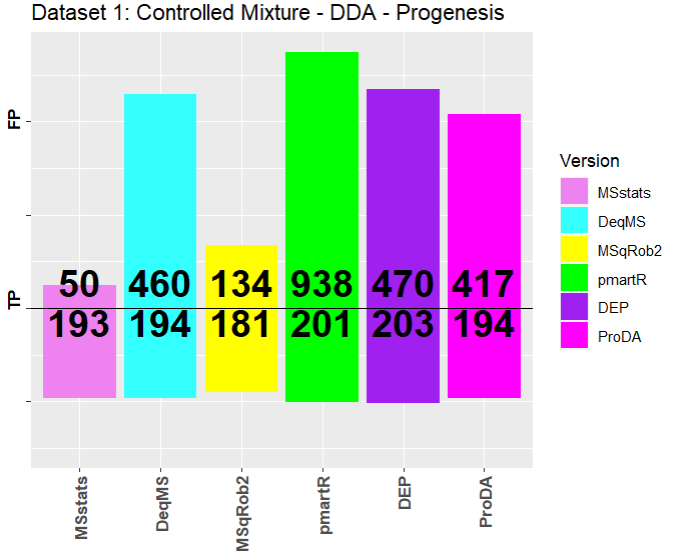 Dataset 1: Controlled Mixture - DDA - Progenesis
FP
TP
50 460 134 938 470 417
193 194 181 201 203 194
MSstats DeqMS MSqRob2 pmartR DEP ProDA
Version
MSstats
DeqMS
MSqRob2
pmartR
DEP
ProDA